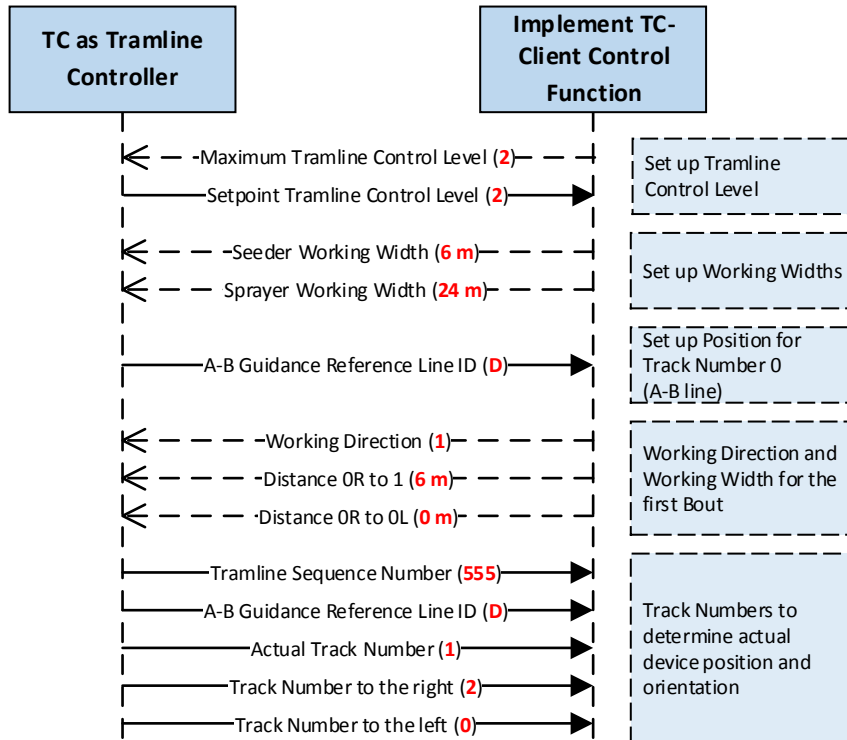 TC as Tramline
Controller
Implement TC-
Client Control
Function
Maximum Tramline Control Level (2)
Setpoint Tramline Control Level (2)
Set up Tramline
Control Level
Seeder Working Width (6 m)
Sprayer Working Width (24 m)
Set up Working Widths
A-B Guidance Reference Line ID (D)
Set up Position for
Track Number 0
(A-B line)
Working Direction (1)
Distance 0R to 1 (6 m)
Distance 0R to 0L (0 m)
Working Direction and
Working Width for the
first Bout
Tramline Sequence Number (555)
A-B Guidance Reference Line ID (D)
Actual Track Number (1)
Track Number to the right (2)
Track Number to the left (0)
Track Numbers to
determine actual
device position and
orientation